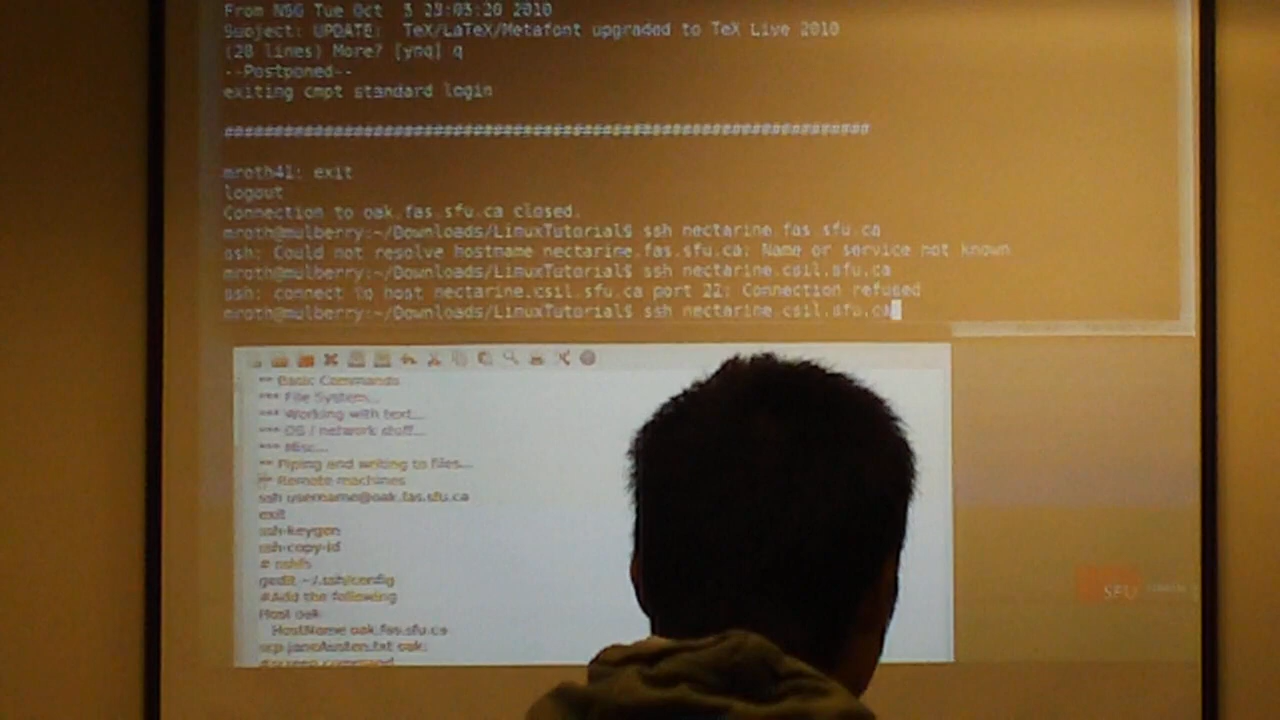 From NSG Tue Oct 5 23:03:20 2010
Subject: UPDATE: TeX/LaTeX/Metafont upgraded to TeX Live 2010
(28 lines) More? [ynq] q
--Postponed--
exiting cmpt standard login
mroth41: exit
logout
Connection to oak.fas.sfu.ca closed.
mroth@mulberry:~/Downloads/LinuxTutorial$ ssh nectarine.fas.sfu.ca
ssh: Could not resolve hostname nectarine.fas.sfu.ca: Name or service not known
mroth@mulberry:~/Downloads/LinuxTutorial$ ssh nectarine.csil.sfu.ca
ssh: connect to host nectarine.csil.sfu.ca port 22: Connection refused
mroth@mulberry:~/Downloads/LinuxTutorial$ ssh nectarine.csil.sfu.ca
** Basic Commands
*** File System...
*** Working with text...
*** OS / network stuff...
*** Misc...
** Piping and writing to files...
** Remote machines
ssh username@oak.fas.sfu.ca
exit
ssh-keygen
ssh-copy-id
# sshfs
gedit ~/.ssh/config
#Add the following
Host oak
HostName oak.fas.sfu.ca
scp janeAusten.txt oak:
#screen command
SFU